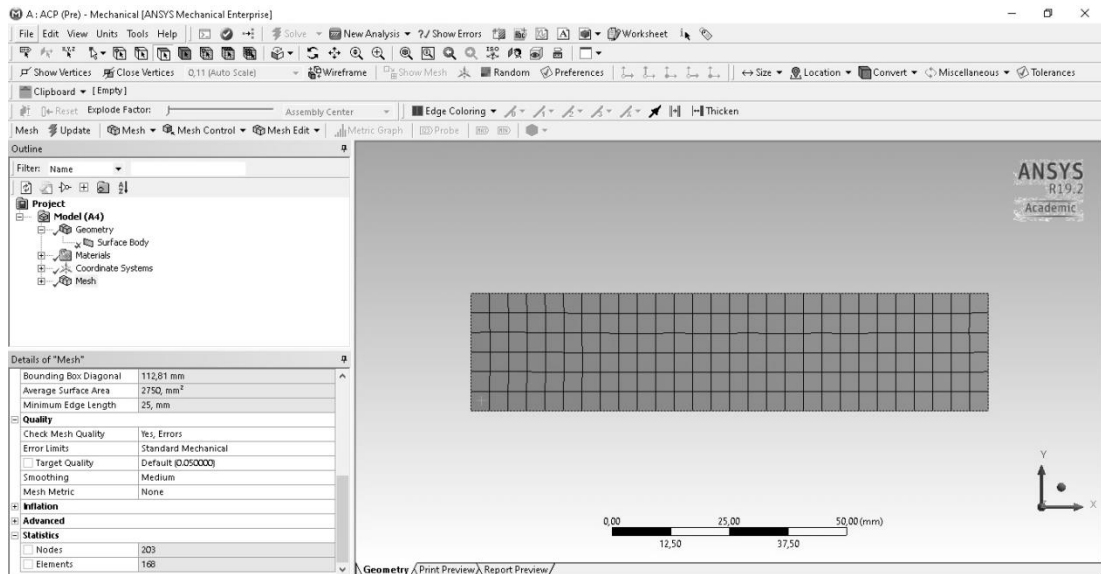 A : ACP (Pre) - Mechanical [ANSYS Mechanical Enterprise]
File Edit View Units Tools Help Solve New Analysis ?/ Show Errors A Worksheet
Show Vertices Close Vertices 0,11 (Auto Scale) Wireframe Show Mesh Random Preferences Size Location Convert Miscellaneous Tolerances
Clipboard [Empty]
Reset Explode Factor: Assembly Center Edge Coloring Thicken
Mesh Update Mesh Mesh Control Mesh Edit Metric Graph Probe
Outline
Filter: Name
Project
Model (A4)
Geometry
Surface Body
Materials
Coordinate Systems
Mesh
Details of "Mesh"
Bounding Box Diagonal 112,81 mm
Average Surface Area 2750, mm²
Minimum Edge Length 25, mm
Quality
Check Mesh Quality Yes, Errors
Error Limits Standard Mechanical
Target Quality Default (0.050000)
Smoothing Medium
Mesh Metric None
Inflation
Advanced
Statistics
Nodes 203
Elements 168
ANSYS
R19.2
Academic
Y
X
0,00 25,00 50,00 (mm)
12,50 37,50
Geometry Print Preview Report Preview